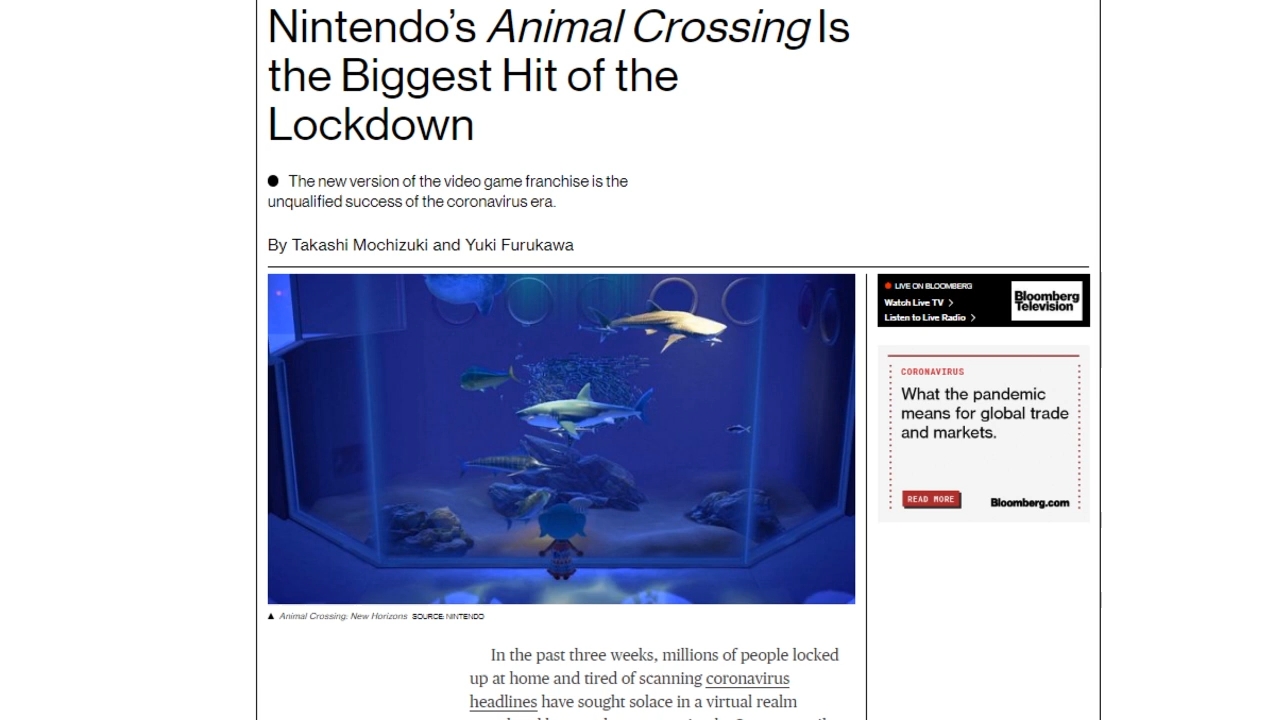 Nintendo's Animal Crossing Is
the Biggest Hit of the
Lockdown
● The new version of the video game franchise is the
unqualified success of the coronavirus era.
By Takashi Mochizuki and Yuki Furukawa
▲ Animal Crossing: New Horizons SOURCE: NINTENDO
LIVE ON BLOOMBERG
Watch Live TV >
Listen to Live Radio >
Bloomberg
Television
CORONAVIRUS
What the pandemic
means for global trade
and markets.
READ MORE
Bloomberg.com
In the past three weeks, millions of people locked
up at home and tired of scanning coronavirus
headlines have sought solace in a virtual realm